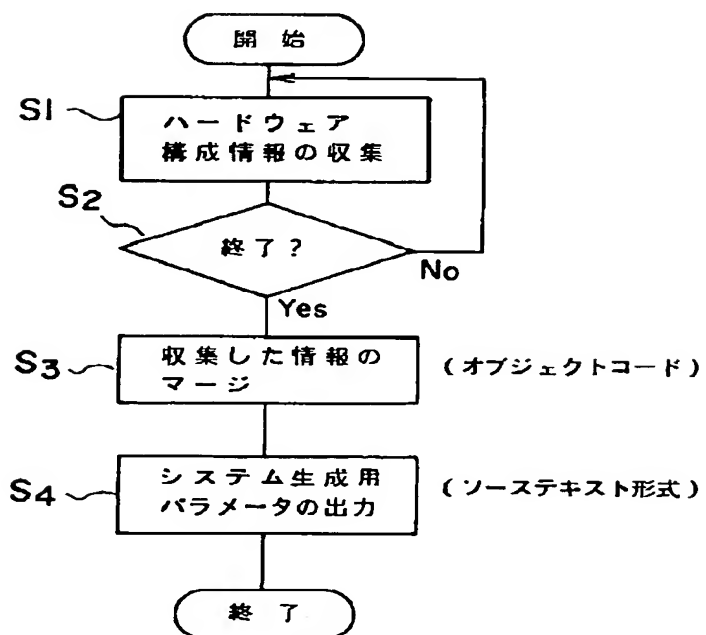 開始
S1
ハードウェア
構成情報の収集
S2
終了?
No
Yes
S3
収集した情報の
マージ
(オブジェクトコード)
S4
システム生成用
パラメータの出力
(ソーステキスト形式)
終了